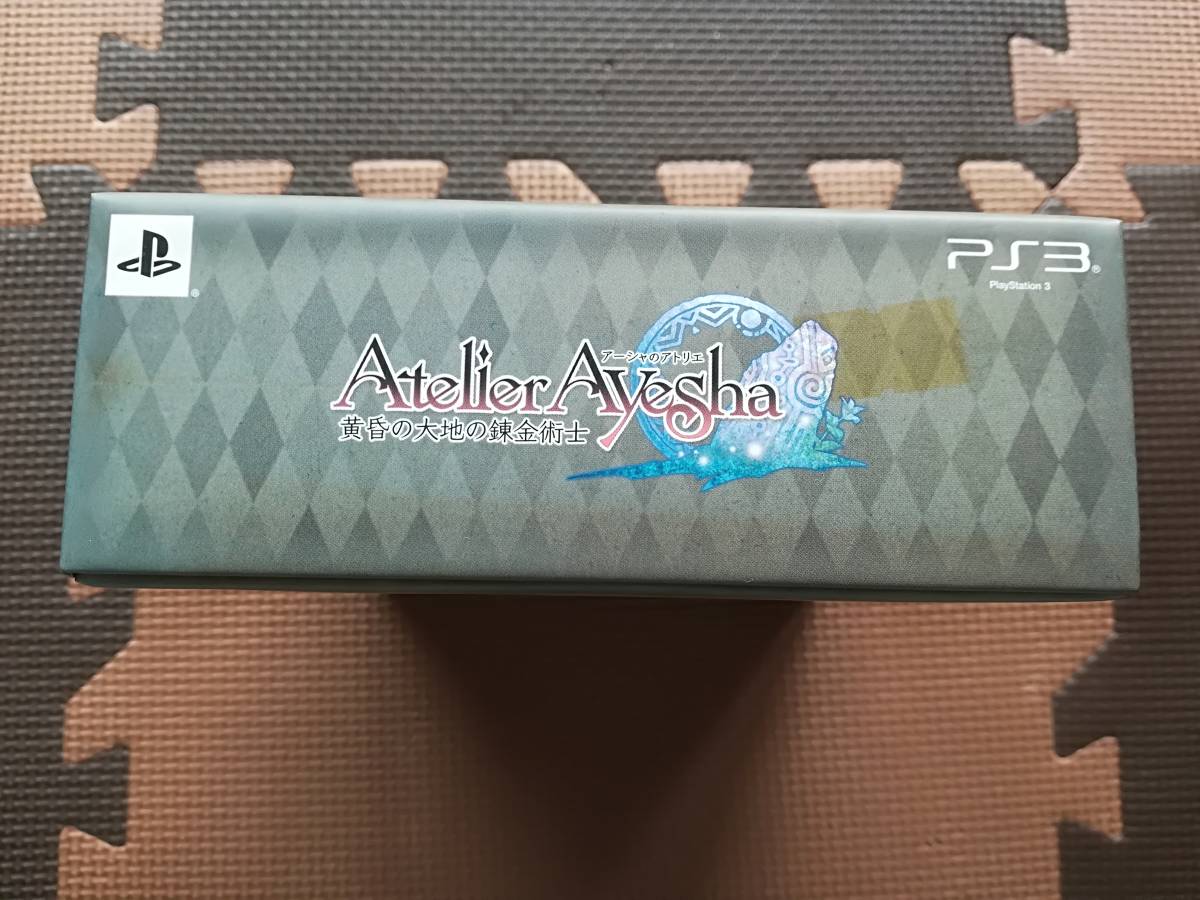 PS3®
PlayStation 3
®
アーシャのアトリエ
Atelier Ayesha
黄昏の大地の錬金術士